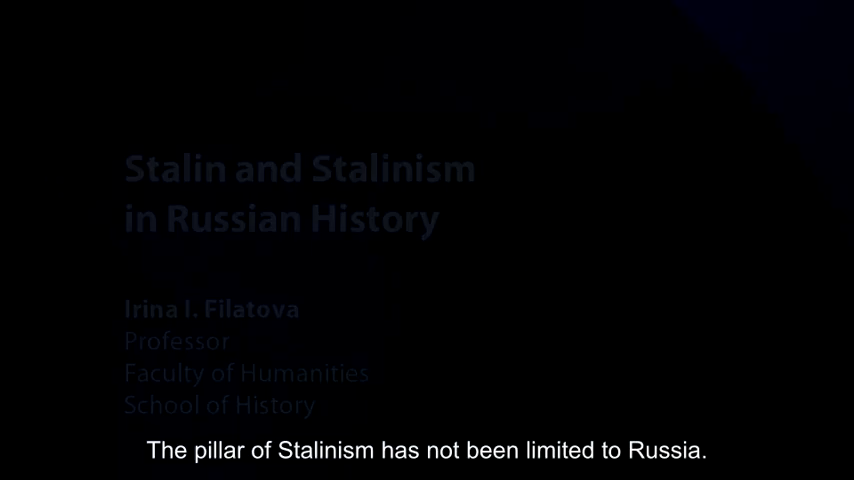 Stalin and Stalinism
in Russian History
Irina I. Filatova
Professor
Faculty of Humanities
School of History
The pillar of Stalinism has not been limited to Russia.